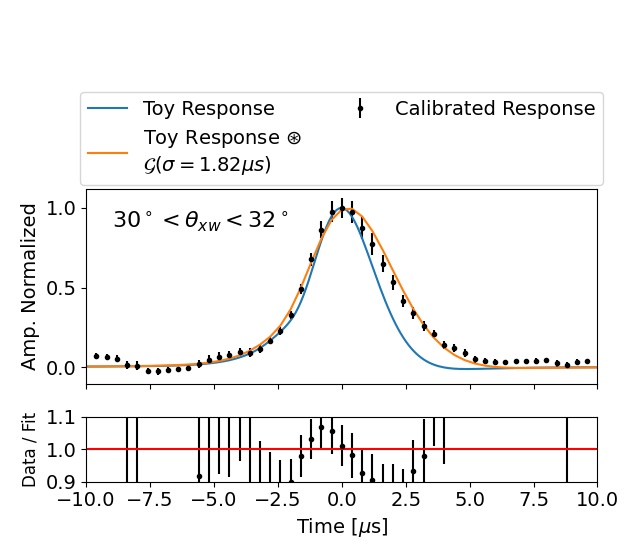 Toy Response
Calibrated Response
Toy Response ⊛
𝒢(σ = 1.82μs)
30° < θxw < 32°
Amp. Normalized
1.0
0.5
0.0
Data / Fit
1.1
1.0
0.9
−10.0 −7.5 −5.0 −2.5 0.0 2.5 5.0 7.5 10.0
Time [μs]